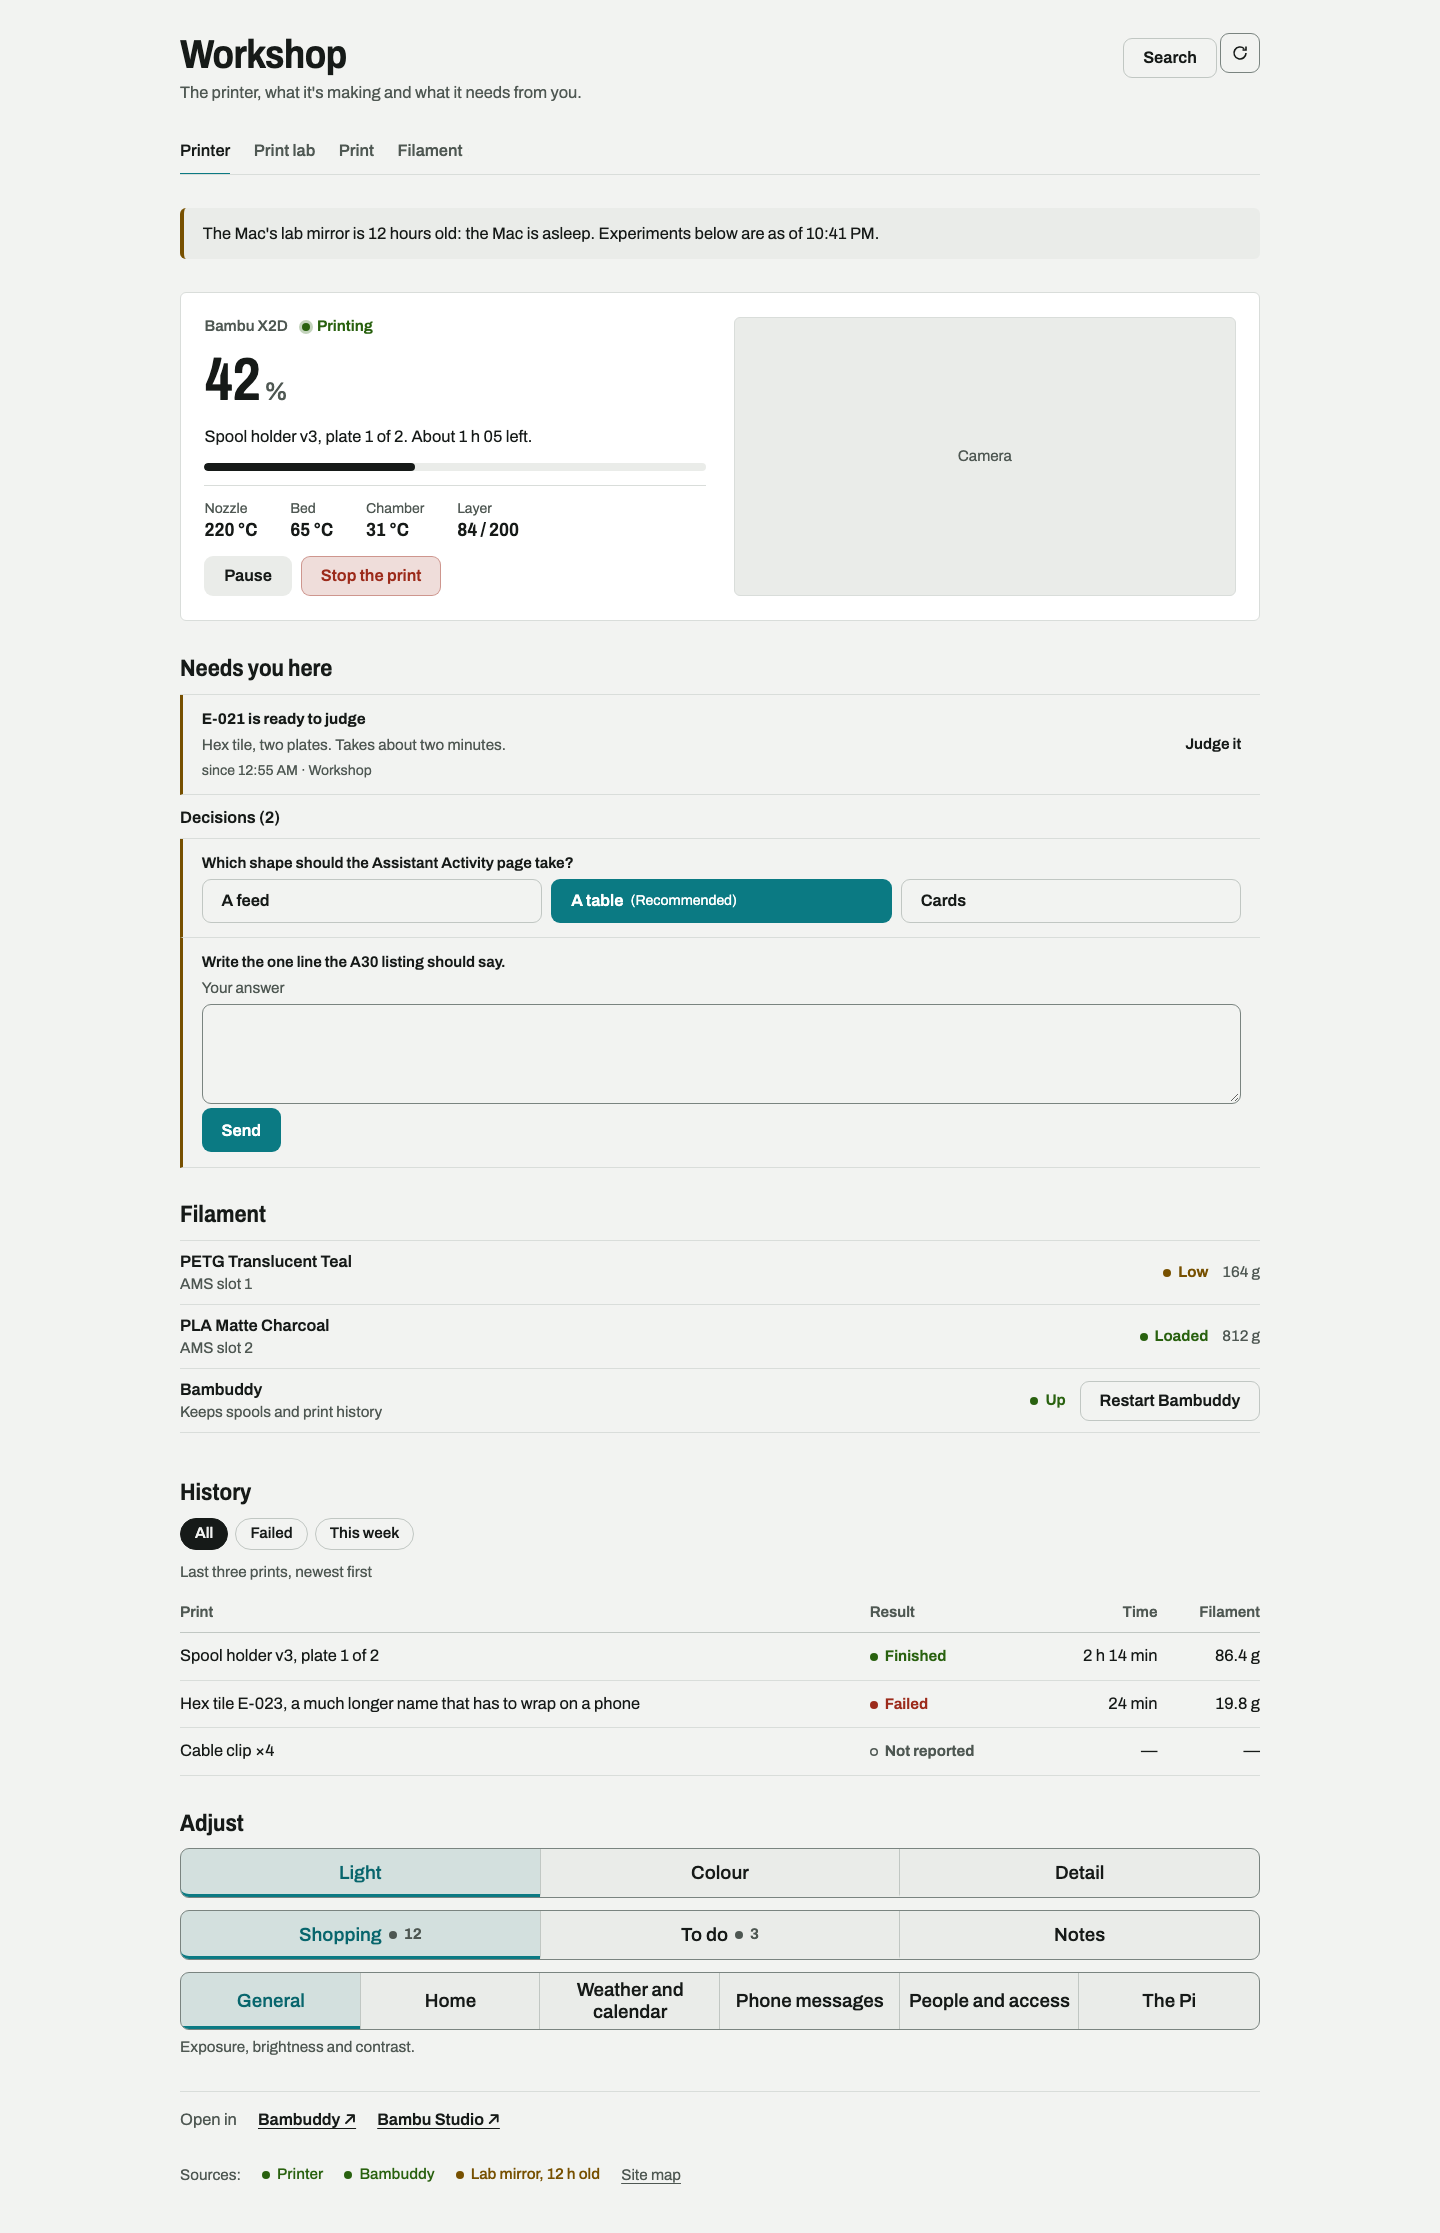 Workshop
Search
The printer, what it's making and what it needs from you.
Printer Print lab Print Filament
The Mac's lab mirror is 12 hours old: the Mac is asleep. Experiments below are as of 10:41 PM.
Bambu X2D Printing
42 %
Spool holder v3, plate 1 of 2. About 1 h 05 left.
Nozzle Bed Chamber Layer
220 °C 65 °C 31 °C 84 / 200
Pause Stop the print
Camera
Needs you here
E-021 is ready to judge
Hex tile, two plates. Takes about two minutes.
Judge it
since 12:55 AM · Workshop
Decisions (2)
Which shape should the Assistant Activity page take?
A feed A table (Recommended) Cards
Write the one line the A30 listing should say.
Your answer
Send
Filament
PETG Translucent Teal
AMS slot 1
Low 164 g
PLA Matte Charcoal
AMS slot 2
Loaded 812 g
Bambuddy
Keeps spools and print history
Up Restart Bambuddy
History
All Failed This week
Last three prints, newest first
Print Result Time Filament
Spool holder v3, plate 1 of 2 Finished 2 h 14 min 86.4 g
Hex tile E-023, a much longer name that has to wrap on a phone Failed 24 min 19.8 g
Cable clip ×4 Not reported — —
Adjust
Light Colour Detail
Shopping 12 To do 3 Notes
General Home Weather and calendar Phone messages People and access The Pi
Exposure, brightness and contrast.
Open in Bambuddy ↗ Bambu Studio ↗
Sources: Printer Bambuddy Lab mirror, 12 h old Site map